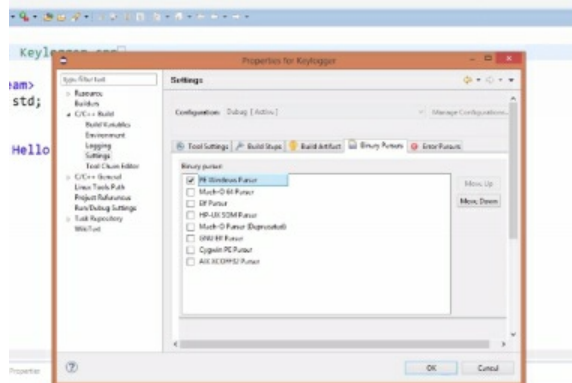 Properties for Keylogger
Keylogger.cpp
std;
Hello
type filter text
Resource
Builders
C/C++ Build
Build Variables
Environment
Logging
Settings
Tool Chain Editor
C/C++ General
Linux Tools Path
Project References
Run/Debug Settings
Task Repository
WikiText
Settings
Configuration: Debug [ Active ]
Manage Configurations...
Tool Settings
Build Steps
Build Artifact
Binary Parsers
Error Parsers
Binary parser:
PE Windows Parser
Mach-O 64 Parser
Elf Parser
HP-UX SOM Parser
Mach-O Parser (Deprecated)
GNU Elf Parser
Cygwin PE Parser
AIX XCOFF32 Parser
Move Up
Move Down
OK
Cancel
Properties